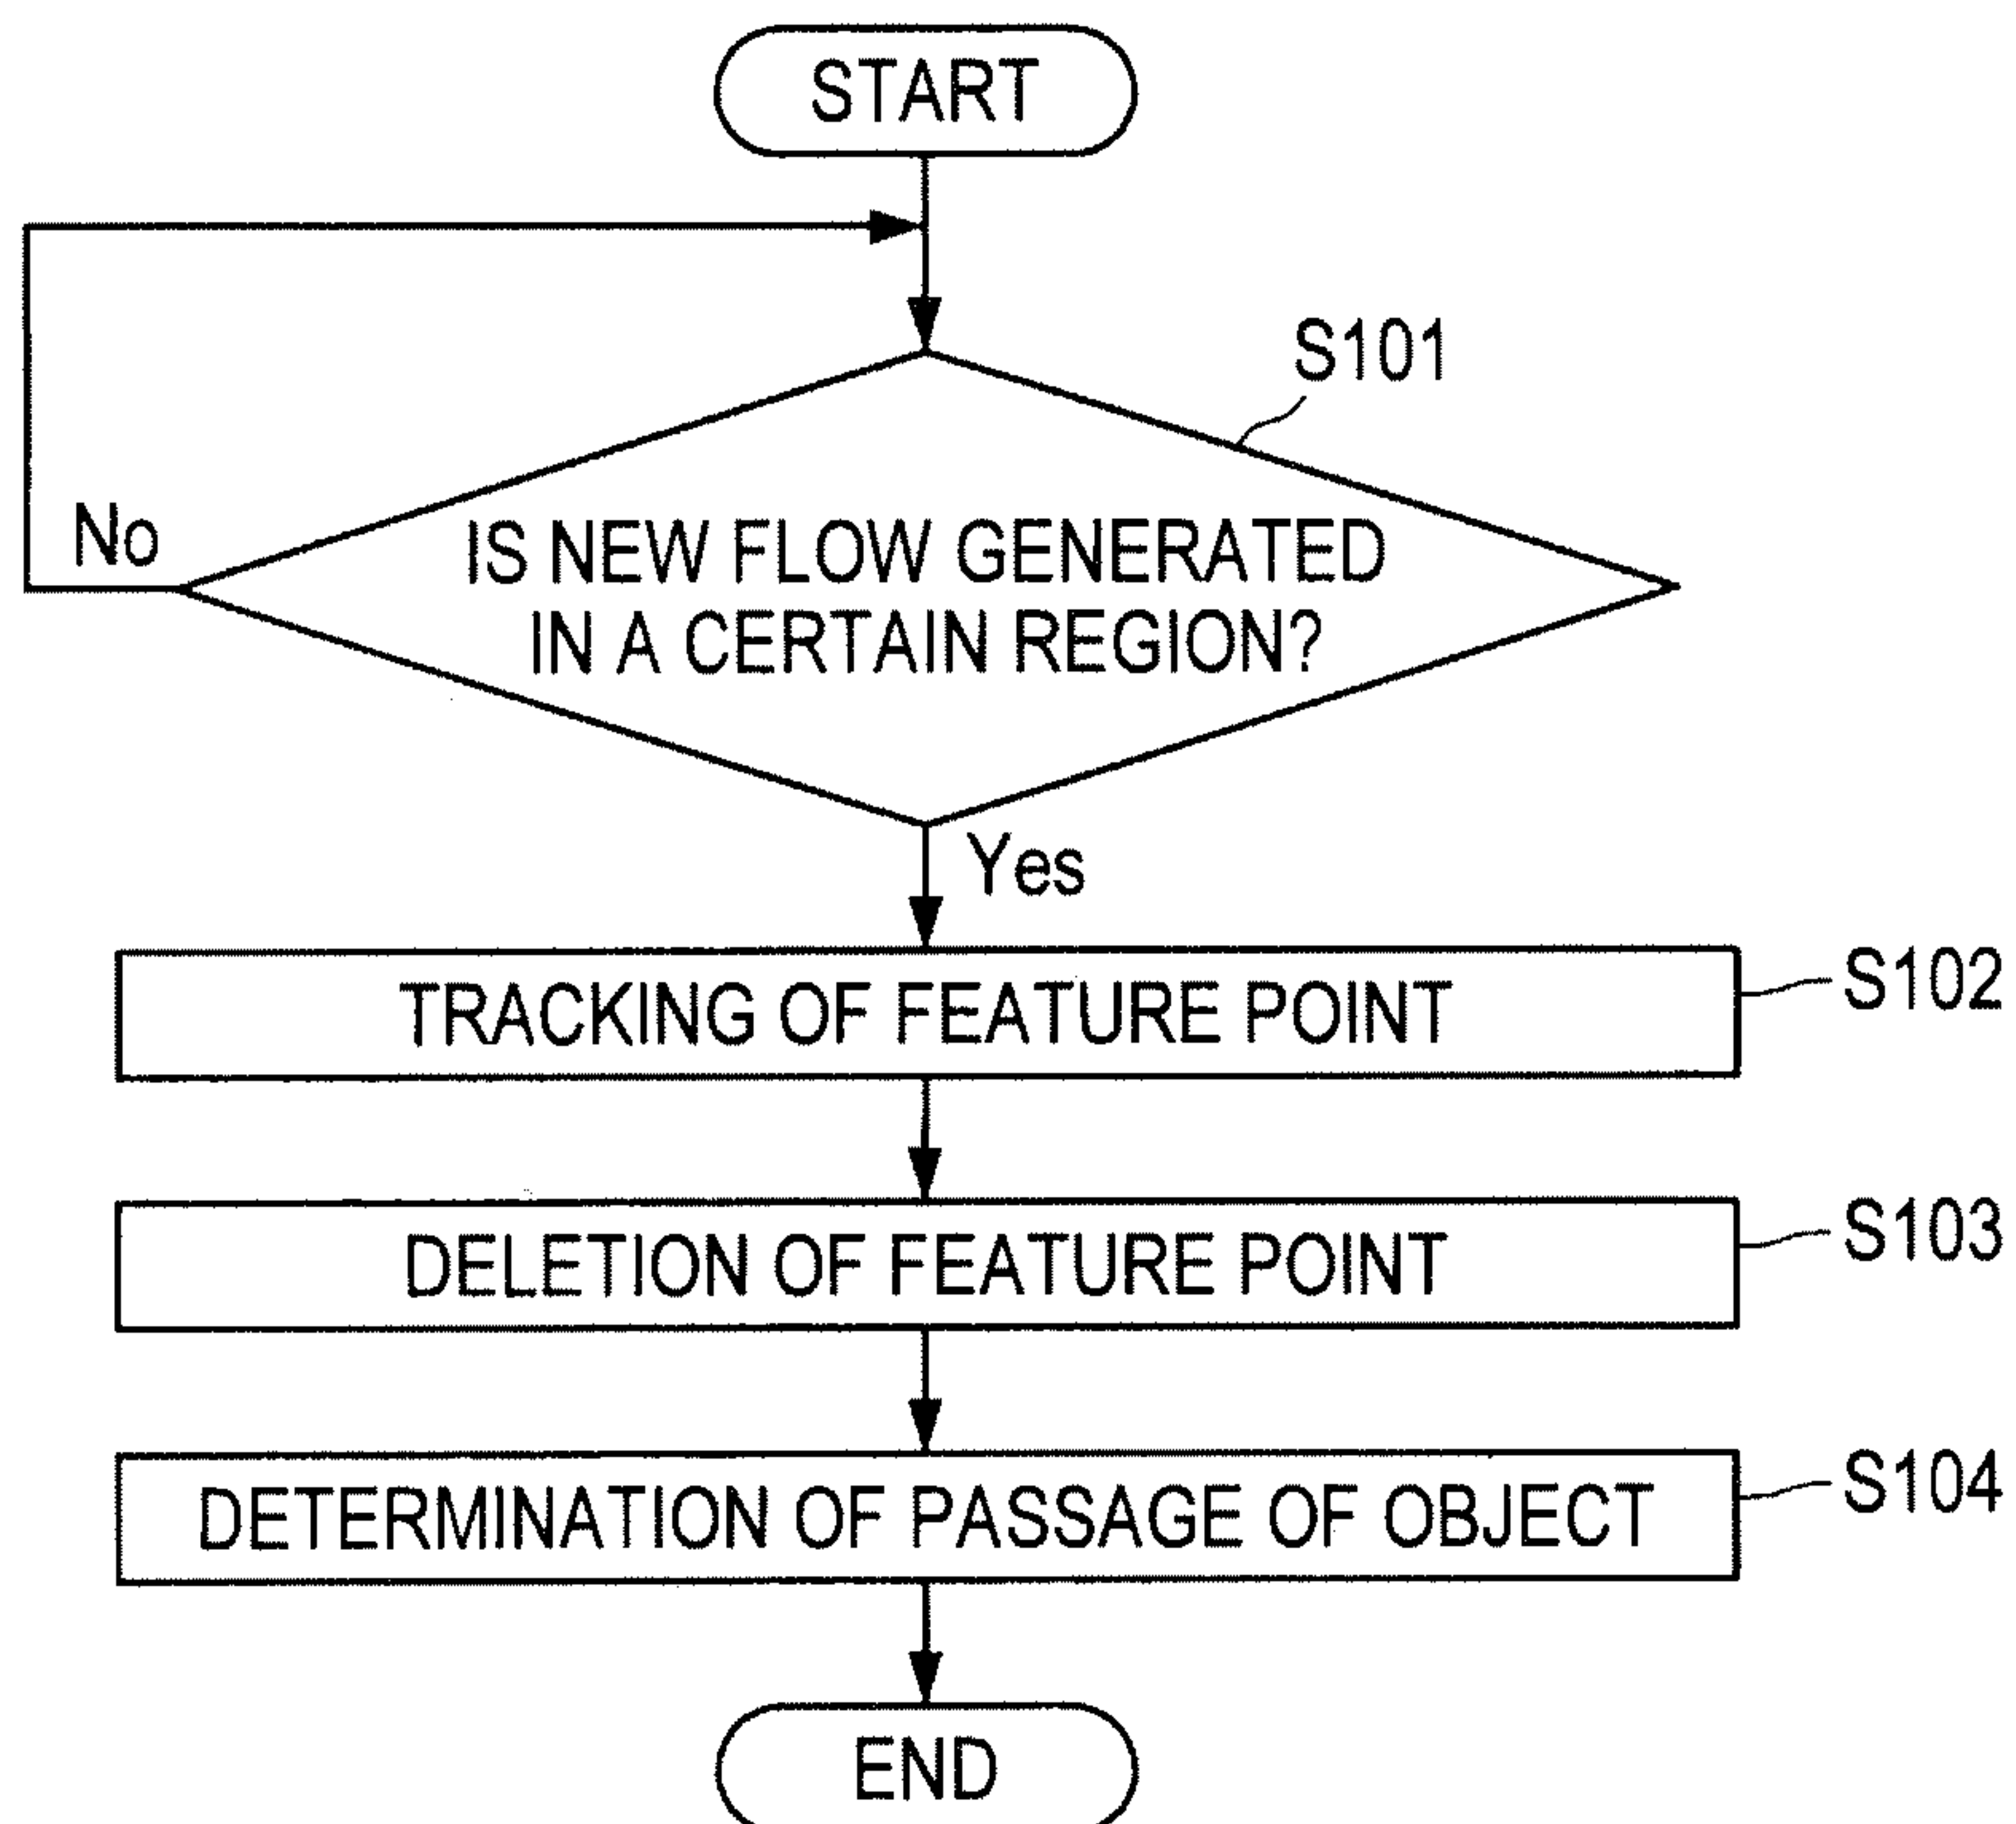 START
S101
No
IS NEW FLOW GENERATED
IN A CERTAIN REGION?
Yes
TRACKING OF FEATURE POINT
S102
DELETION OF FEATURE POINT
S103
DETERMINATION OF PASSAGE OF OBJECT
S104
END